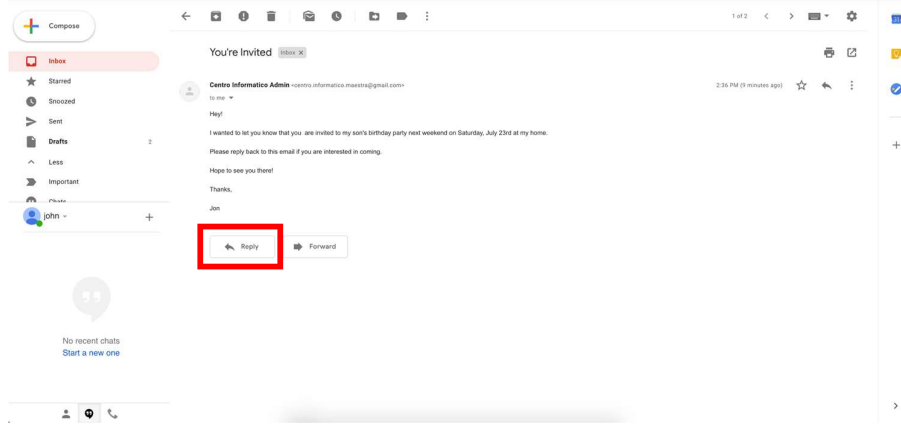 Compose
1 of 2
31
Inbox
You're Invited Inbox x
Starred
Snoozed
Centro Informatico Admin <centro.informatico.maestra@gmail.com>
2:36 PM (9 minutes ago)
to me
Hey!
Sent
I wanted to let you know that you are invited to my son's birthday party next weekend on Saturday, July 23rd at my home.
Drafts 2
Please reply back to this email if you are interested in coming.
Less
Hope to see you there!
Important
Thanks,
Chats
Jon
john
Reply
Forward
No recent chats
Start a new one